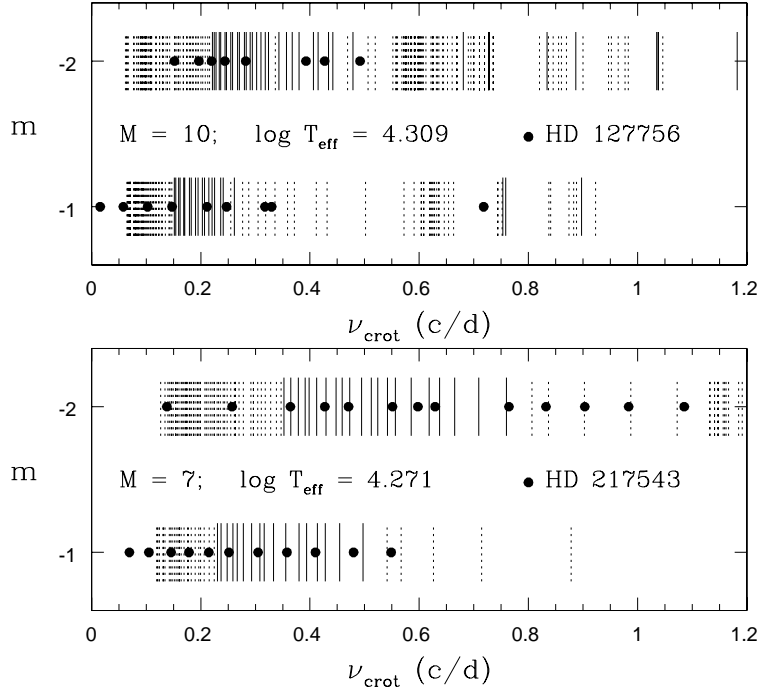 -2
M = 10; log T_eff = 4.309 ● HD 127756
m
-1
0 0.2 0.4 0.6 0.8 1 1.2
ν_crot (c/d)
-2
M = 7; log T_eff = 4.271 ● HD 217543
m
-1
0 0.2 0.4 0.6 0.8 1 1.2
ν_crot (c/d)